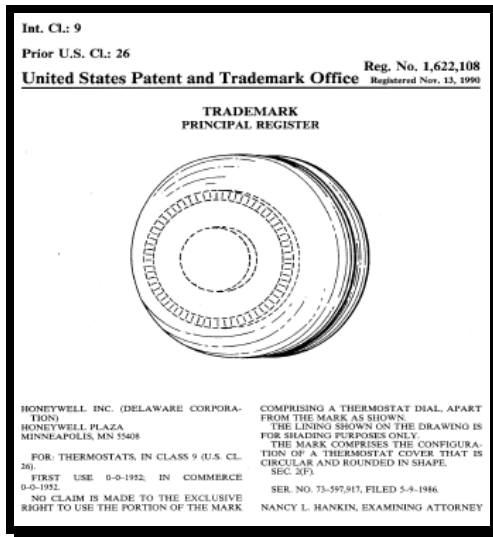 Int. Cl.: 9
Prior U.S. Cl.: 26
Reg. No. 1,622,108
United States Patent and Trademark Office
Registered Nov. 13, 1990
TRADEMARK
PRINCIPAL REGISTER
HONEYWELL INC. (DELAWARE CORPORA-
TION)
HONEYWELL PLAZA
MINNEAPOLIS, MN 55408
FOR: THERMOSTATS, IN CLASS 9 (U.S. CL.
26).
FIRST USE 0-0-1952; IN COMMERCE
0-0-1952.
NO CLAIM IS MADE TO THE EXCLUSIVE
RIGHT TO USE THE PORTION OF THE MARK
COMPRISING A THERMOSTAT DIAL, APART
FROM THE MARK AS SHOWN.
THE LINING SHOWN ON THE DRAWING IS
FOR SHADING PURPOSES ONLY.
THE MARK COMPRISES THE CONFIGURA-
TION OF A THERMOSTAT COVER THAT IS
CIRCULAR AND ROUNDED IN SHAPE.
SEC. 2(F).
SER. NO. 73-597,917, FILED 5-9-1986.
NANCY L. HANKIN, EXAMINING ATTORNEY